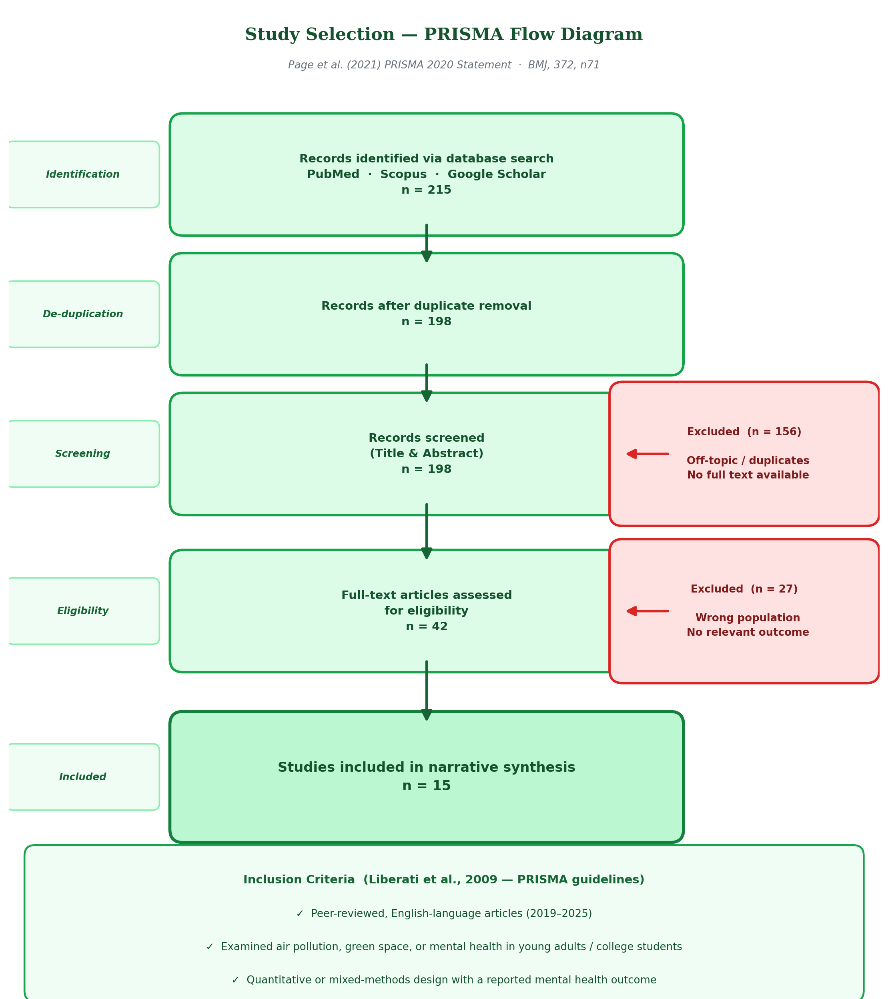 Study Selection — PRISMA Flow Diagram
Page et al. (2021) PRISMA 2020 Statement · BMJ, 372, n71
Identification
Records identified via database search
PubMed · Scopus · Google Scholar
n = 215
De-duplication
Records after duplicate removal
n = 198
Screening
Records screened
(Title & Abstract)
n = 198
Excluded (n = 156)
Off-topic / duplicates
No full text available
Eligibility
Full-text articles assessed
for eligibility
n = 42
Excluded (n = 27)
Wrong population
No relevant outcome
Included
Studies included in narrative synthesis
n = 15
Inclusion Criteria (Liberati et al., 2009 — PRISMA guidelines)
✓ Peer-reviewed, English-language articles (2019–2025)
✓ Examined air pollution, green space, or mental health in young adults / college students
✓ Quantitative or mixed-methods design with a reported mental health outcome